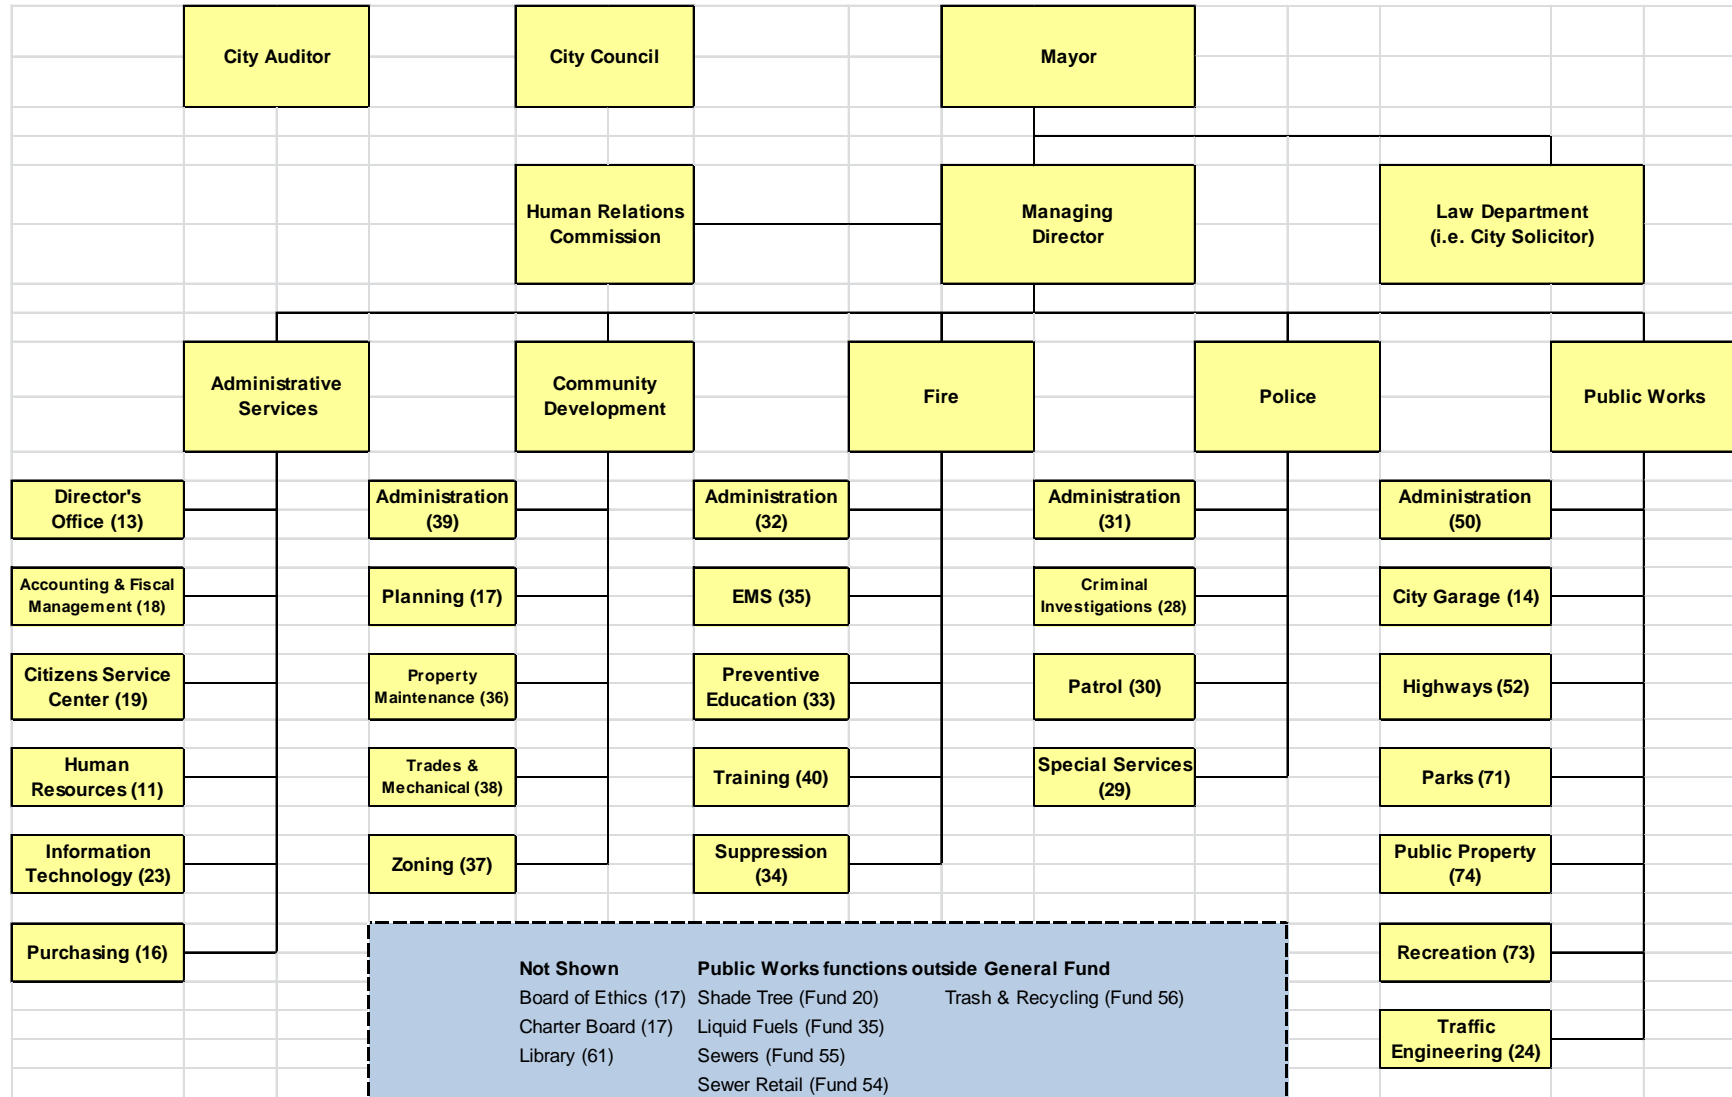 City Auditor
City Council
Mayor
Human Relations
Commission
Managing
Director
Law Department
(i.e. City Solicitor)
Administrative
Services
Community
Development
Fire
Police
Public Works
Director's
Office (13)
Administration
(39)
Administration
(32)
Administration
(31)
Administration
(50)
Accounting & Fiscal
Management (18)
Planning (17)
EMS (35)
Criminal
Investigations (28)
City Garage (14)
Citizens Service
Center (19)
Property
Maintenance (36)
Preventive
Education (33)
Patrol (30)
Highways (52)
Human
Resources (11)
Trades &
Mechanical (38)
Training (40)
Special Services
(29)
Parks (71)
Information
Technology (23)
Zoning (37)
Suppression
(34)
Public Property
(74)
Purchasing (16)
Recreation (73)
Traffic
Engineering (24)
Not Shown
Board of Ethics (17)
Charter Board (17)
Library (61)
Public Works functions outside General Fund
Shade Tree (Fund 20)
Liquid Fuels (Fund 35)
Sewers (Fund 55)
Sewer Retail (Fund 54)
Trash & Recycling (Fund 56)